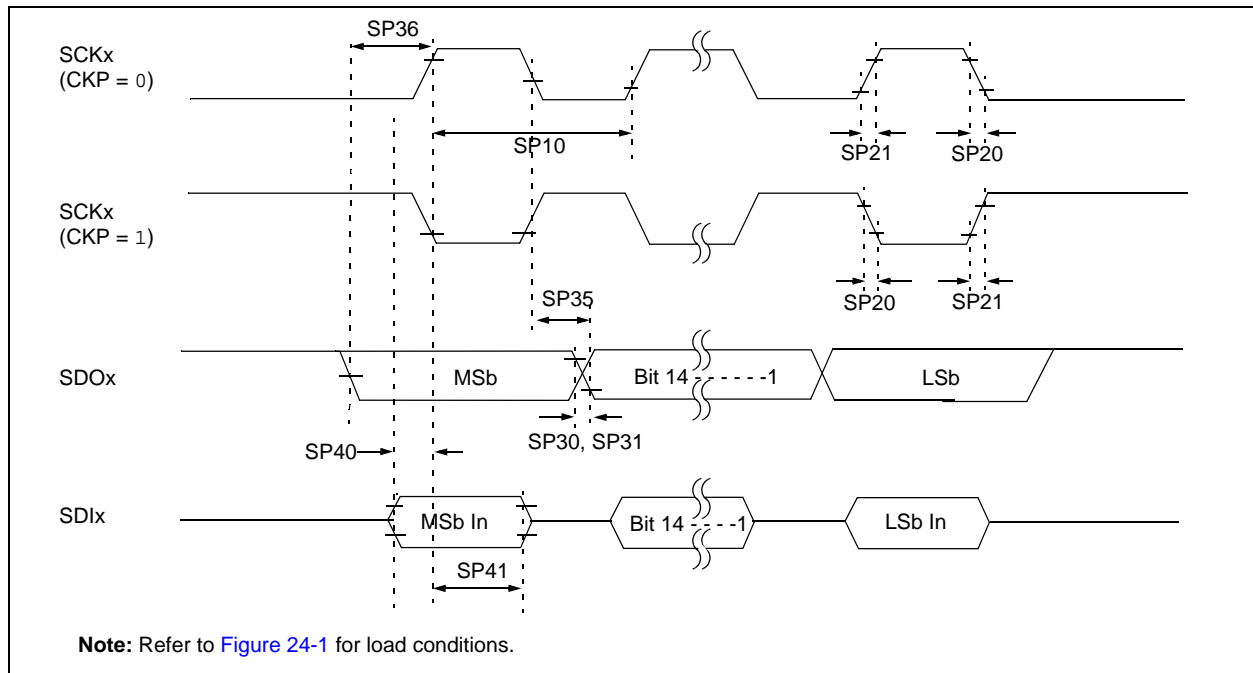 SP36
SCKx
(CKP = 0)
SP10
SP21
SP20
SCKx
(CKP = 1)
SP35
SP20
SP21
SDOx
MSb
Bit 14 - - - - - -1
LSb
SP30, SP31
SP40
SDIx
MSb In
Bit 14 - - - - -1
LSb In
SP41
Note: Refer to Figure 24-1 for load conditions.